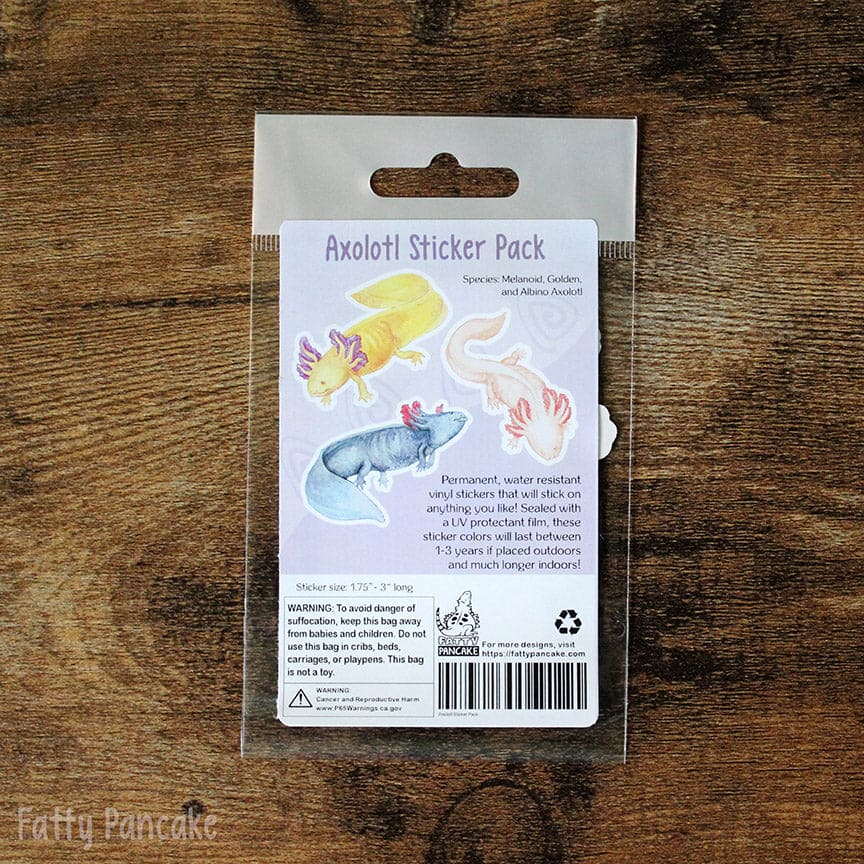 Axolotl Sticker Pack
Species: Melanoid, Golden,
and Albino Axolotl
Permanent, water resistant
vinyl stickers that will stick on
anything you like! Sealed with
a UV protectant film, these
sticker colors will last between
1-3 years if placed outdoors
and much longer indoors!
Sticker size: 1.75"- 3" long
WARNING: To avoid danger of
suffocation, keep this bag away
from babies and children. Do not
use this bag in cribs, beds,
carriages, or playpens. This bag
is not a toy.
WARNING:
Cancer and Reproductive Harm
www.P65Warnings.ca.gov
FATTY
PANCAKE
For more designs, visit
https://fattypancake.com
Axolotl Sticker Pack
Fatty Pancake